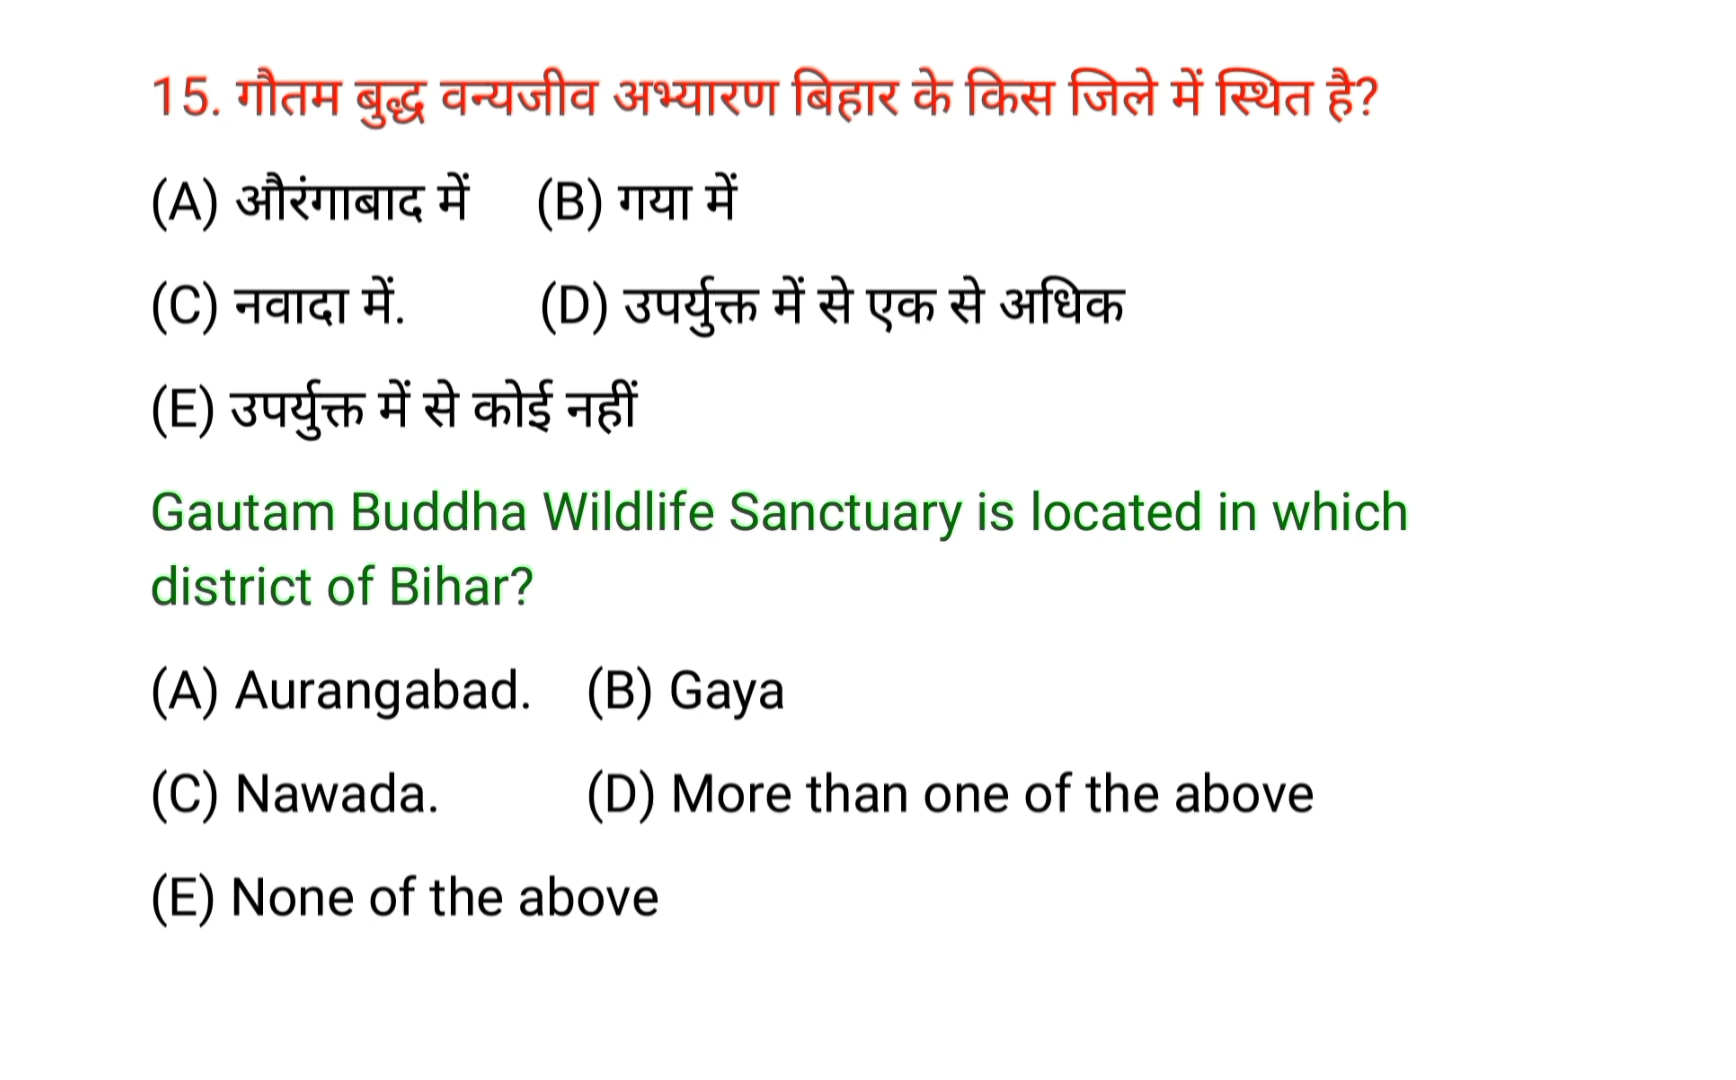 15. गौतम बुद्ध वन्यजीव अभ्यारण बिहार के किस जिले में स्थित है?
(A) औरंगाबाद में (B) गया में
(C) नवादा में. (D) उपर्युक्त में से एक से अधिक
(E) उपर्युक्त में से कोई नहीं
Gautam Buddha Wildlife Sanctuary is located in which
district of Bihar?
(A) Aurangabad. (B) Gaya
(C) Nawada. (D) More than one of the above
(E) None of the above